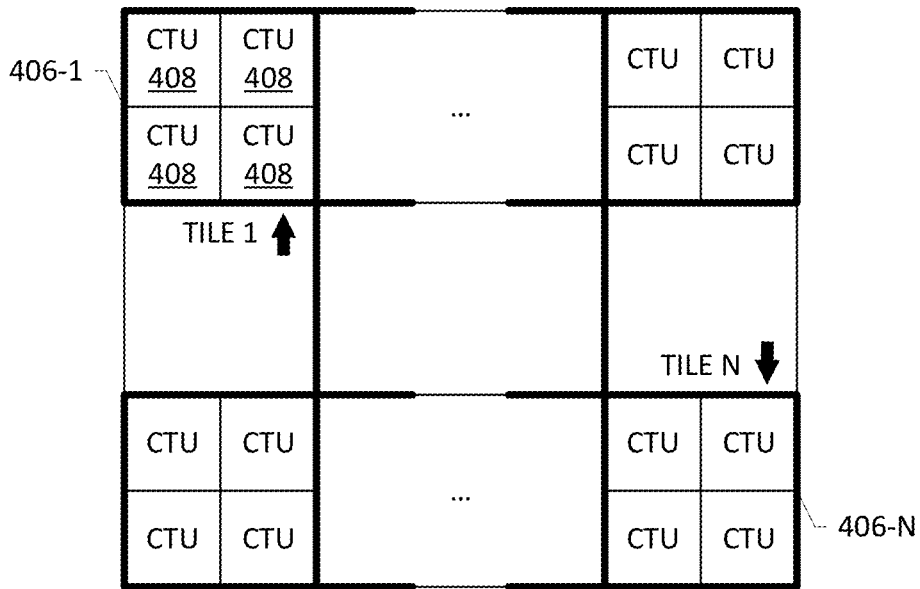 CTU CTU CTU CTU
406-1 408 408
... 
CTU CTU CTU CTU
408 408
TILE 1
TILE N
CTU CTU CTU CTU
...
CTU CTU CTU CTU
406-N